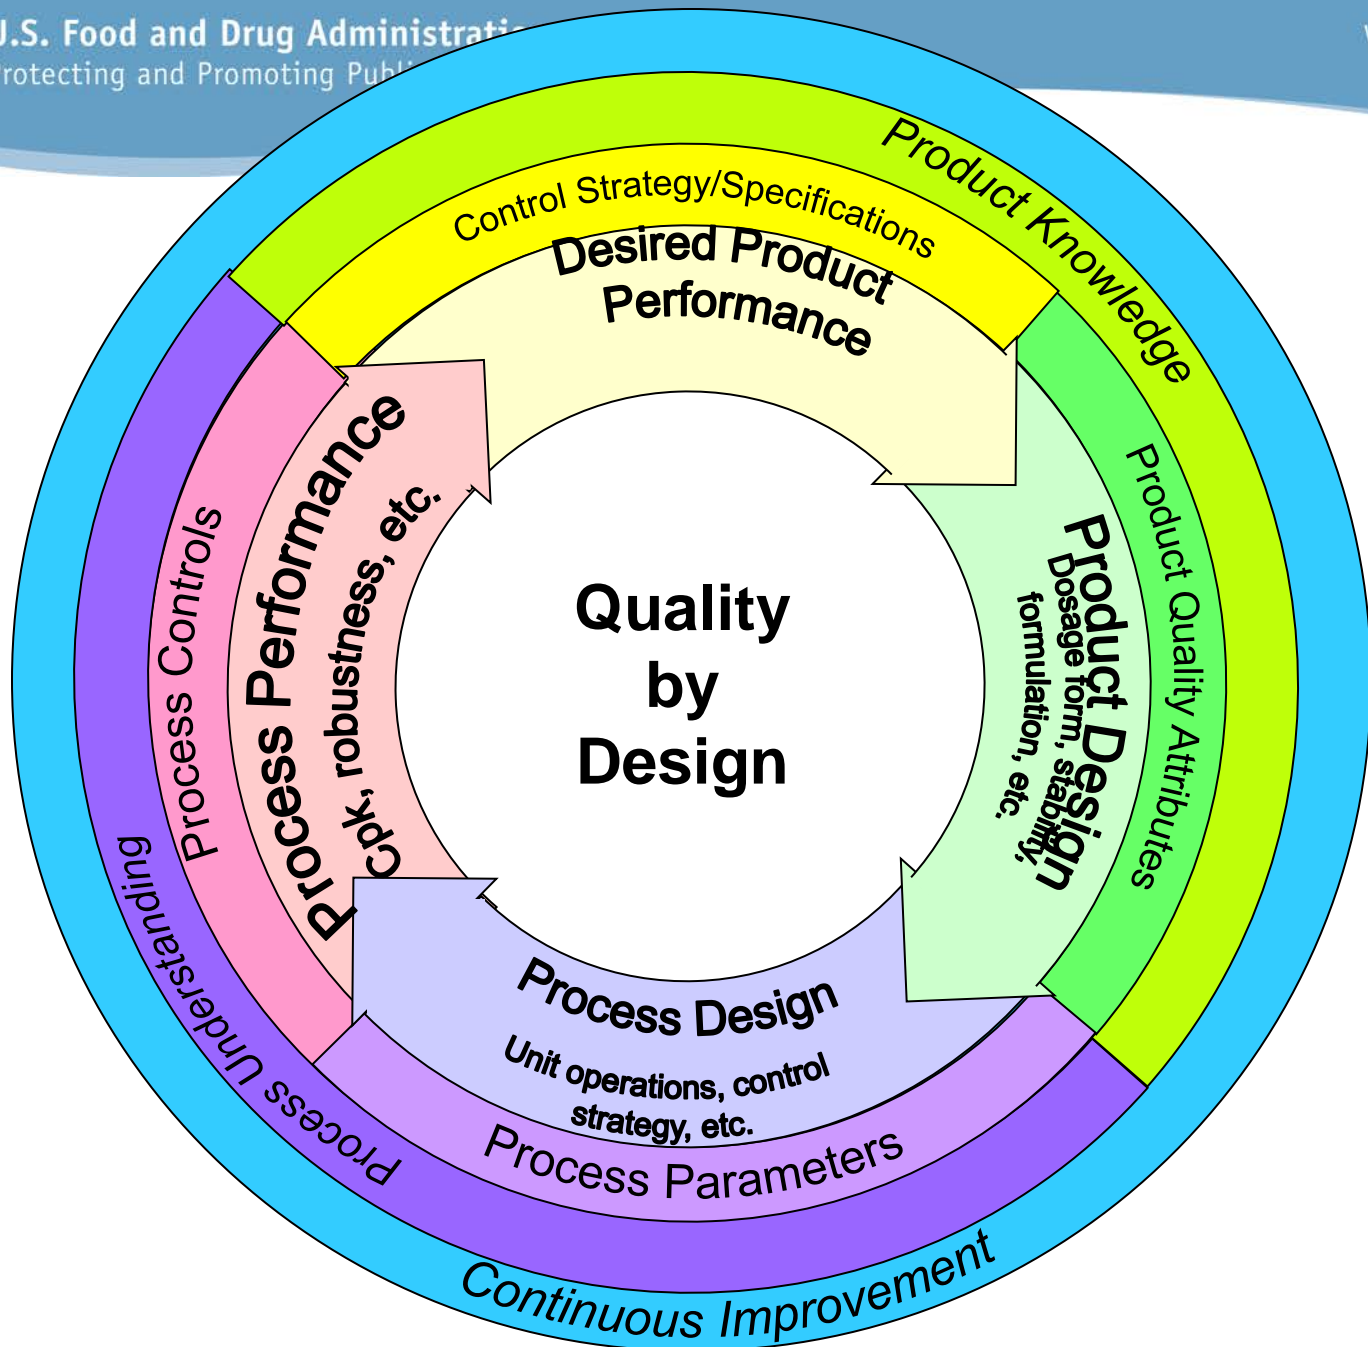 U.S. Food and Drug Administratio
Protecting and Promoting Publ
Product Knowledge
Control Strategy/Specifications
Desired Product
Performance
Product Quality Attributes
Product Design
Dosage form, stability,
formulation, etc.
Quality
by
Design
Process Performance
Cpk, robustness, etc.
Process Controls
Process Understanding
Process Design
Unit operations, control
strategy, etc.
Process Parameters
Continuous Improvement